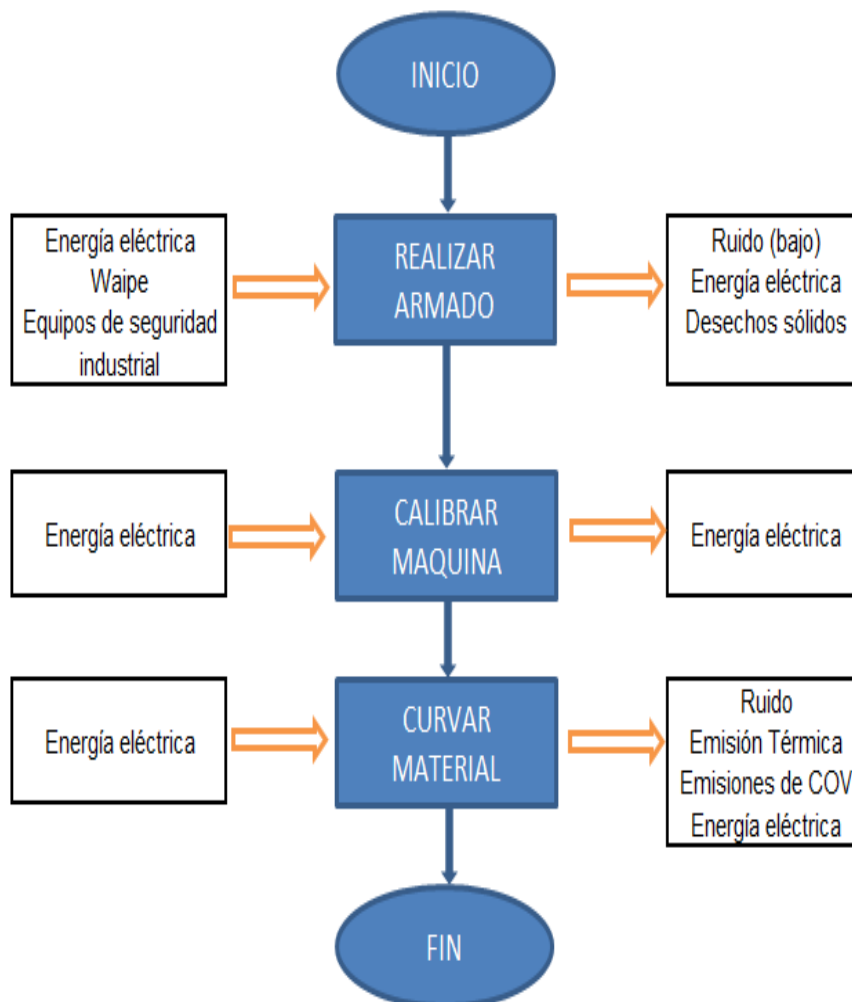 INICIO
Energía eléctrica
Waipe
Equipos de seguridad
industrial
REALIZAR
ARMADO
Ruido (bajo)
Energía eléctrica
Desechos sólidos
Energía eléctrica
CALIBRAR
MAQUINA
Energía eléctrica
Energía eléctrica
CURVAR
MATERIAL
Ruido
Emisión Térmica
Emisiones de COV
Energía eléctrica
FIN